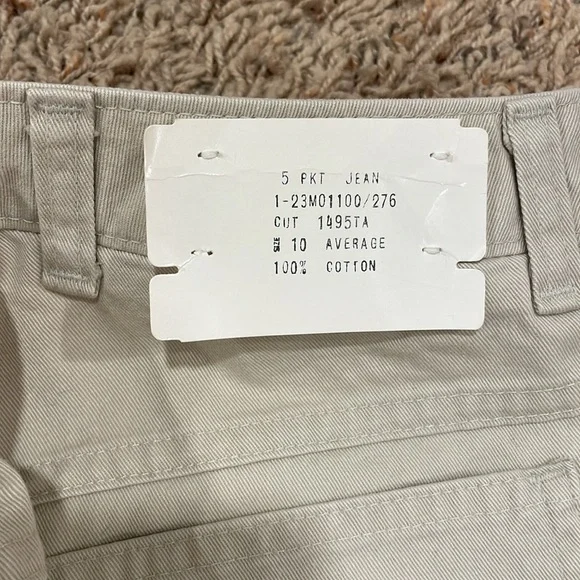 5 PKT JEAN
1-23M01100/276
CUT 1495TA
SIZE 10 AVERAGE
100% COTTON